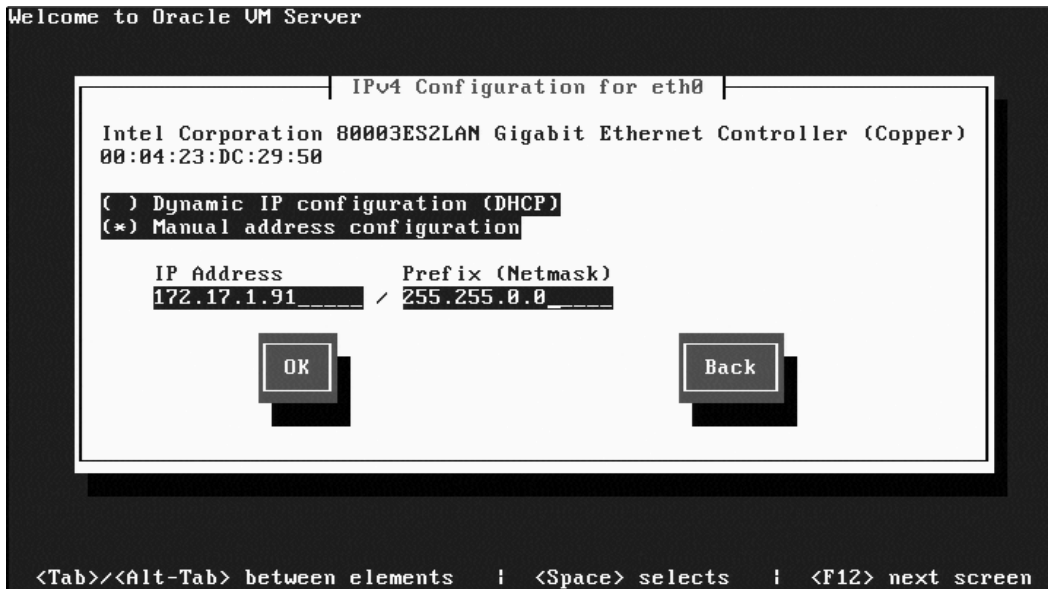 Welcome to Oracle VM Server
IPv4 Configuration for eth0
Intel Corporation 80003ES2LAN Gigabit Ethernet Controller (Copper)
00:04:23:DC:29:50
( ) Dynamic IP configuration (DHCP)
(*) Manual address configuration
IP Address Prefix (Netmask)
172.17.1.91_____ / 255.255.0.0_____
OK Back
<Tab>/<Alt-Tab> between elements | <Space> selects | <F12> next screen